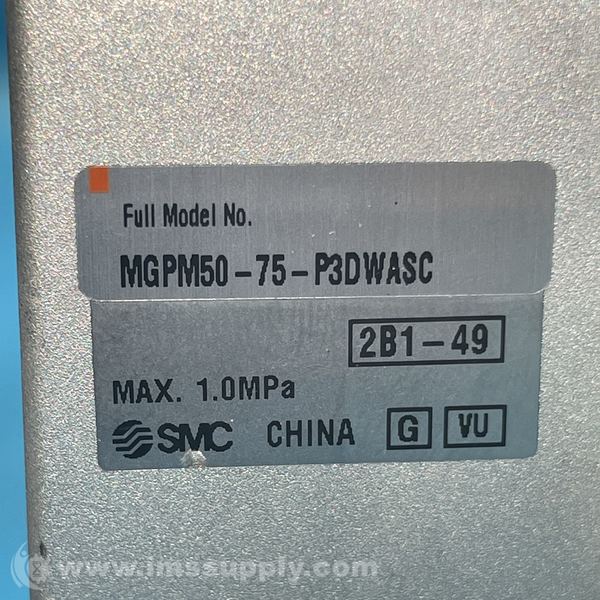 Full Model No.
MGPM50-75-P3DWASC
2B1-49
MAX. 1.0MPa
SMC CHINA G VU
www.imssupply.com